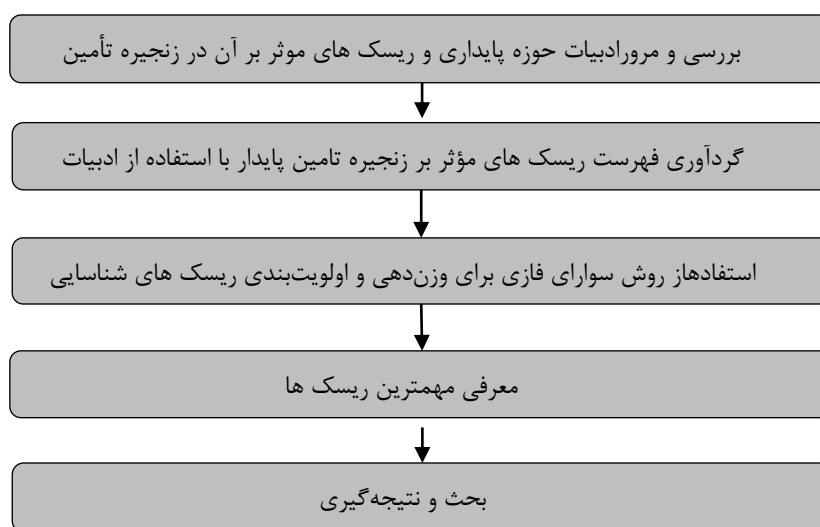 بررسی و مرورادبیات حوزه پایداری و ریسک های موثر بر آن در زنجیره تأمین
گردآوری فهرست ریسک های مؤثر بر زنجیره تامین پایدار با استفاده از ادبیات
استفادهاز روش سوارای فازی برای وزن‌دهی و اولویت‌بندی ریسک های شناسایی
معرفی مهمترین ریسک ها
بحث و نتیجه‌گیری